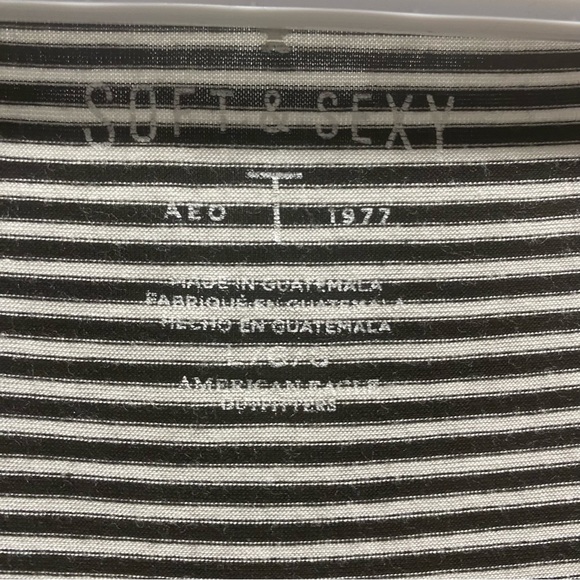 SOFT & SEXY
AEO T 1977
MADE IN GUATEMALA
FABRIQUÉ EN GUATEMALA
HECHO EN GUATEMALA
AMERICAN EAGLE
OUTFITTERS